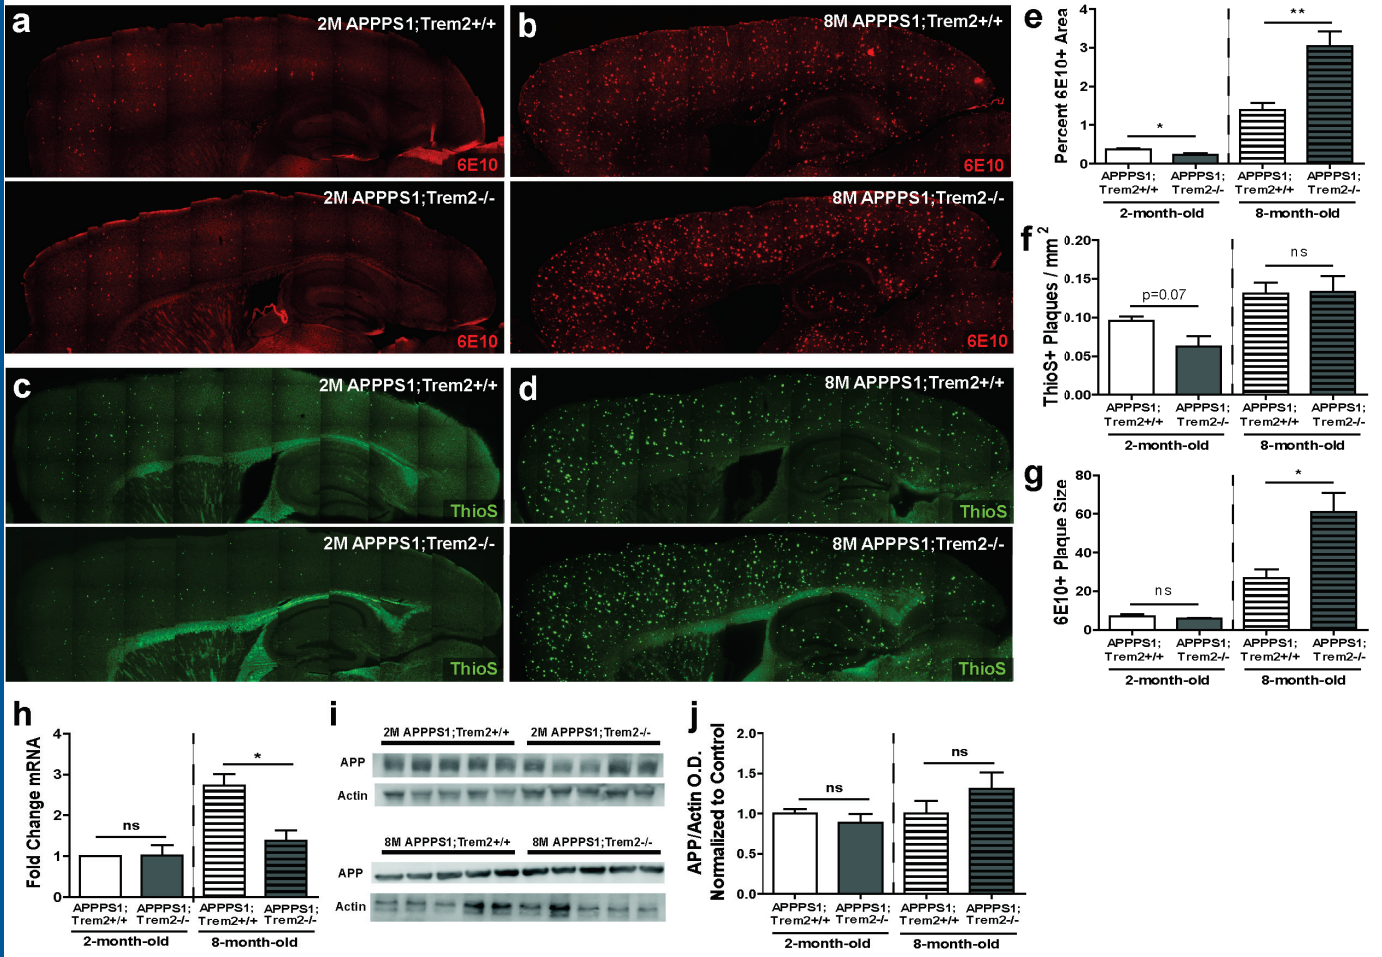 a
2M APPPS1;Trem2+/+
6E10
2M APPPS1;Trem2-/-
6E10
b
8M APPPS1;Trem2+/+
6E10
8M APPPS1;Trem2-/-
6E10
c
2M APPPS1;Trem2+/+
ThioS
2M APPPS1;Trem2-/-
ThioS
d
8M APPPS1;Trem2+/+
ThioS
8M APPPS1;Trem2-/-
ThioS
e
Percent 6E10+ Area
4
3
2
1
0
*
**
APPPS1; APPPS1; APPPS1; APPPS1;
Trem2+/+ Trem2-/- Trem2+/+ Trem2-/-
2-month-old 8-month-old
f
ThioS+ Plaques / mm2
0.20
0.15
0.10
0.05
0.00
p=0.07
ns
APPPS1; APPPS1; APPPS1; APPPS1;
Trem2+/+ Trem2-/- Trem2+/+ Trem2-/-
2-month-old 8-month-old
g
6E10+ Plaque Size
80
60
40
20
0
ns
*
APPPS1; APPPS1; APPPS1; APPPS1;
Trem2+/+ Trem2-/- Trem2+/+ Trem2-/-
2-month-old 8-month-old
h
Fold Change mRNA
4
3
2
1
0
ns
*
APPPS1; APPPS1; APPPS1; APPPS1;
Trem2+/+ Trem2-/- Trem2+/+ Trem2-/-
2-month-old 8-month-old
i
2M APPPS1;Trem2+/+ 2M APPPS1;Trem2-/-
APP
Actin
8M APPPS1;Trem2+/+ 8M APPPS1;Trem2-/-
APP
Actin
j
APP/Actin O.D.
Normalized to Control
2.0
1.5
1.0
0.5
0.0
ns
ns
APPPS1; APPPS1; APPPS1; APPPS1;
Trem2+/+ Trem2-/- Trem2+/+ Trem2-/-
2-month-old 8-month-old